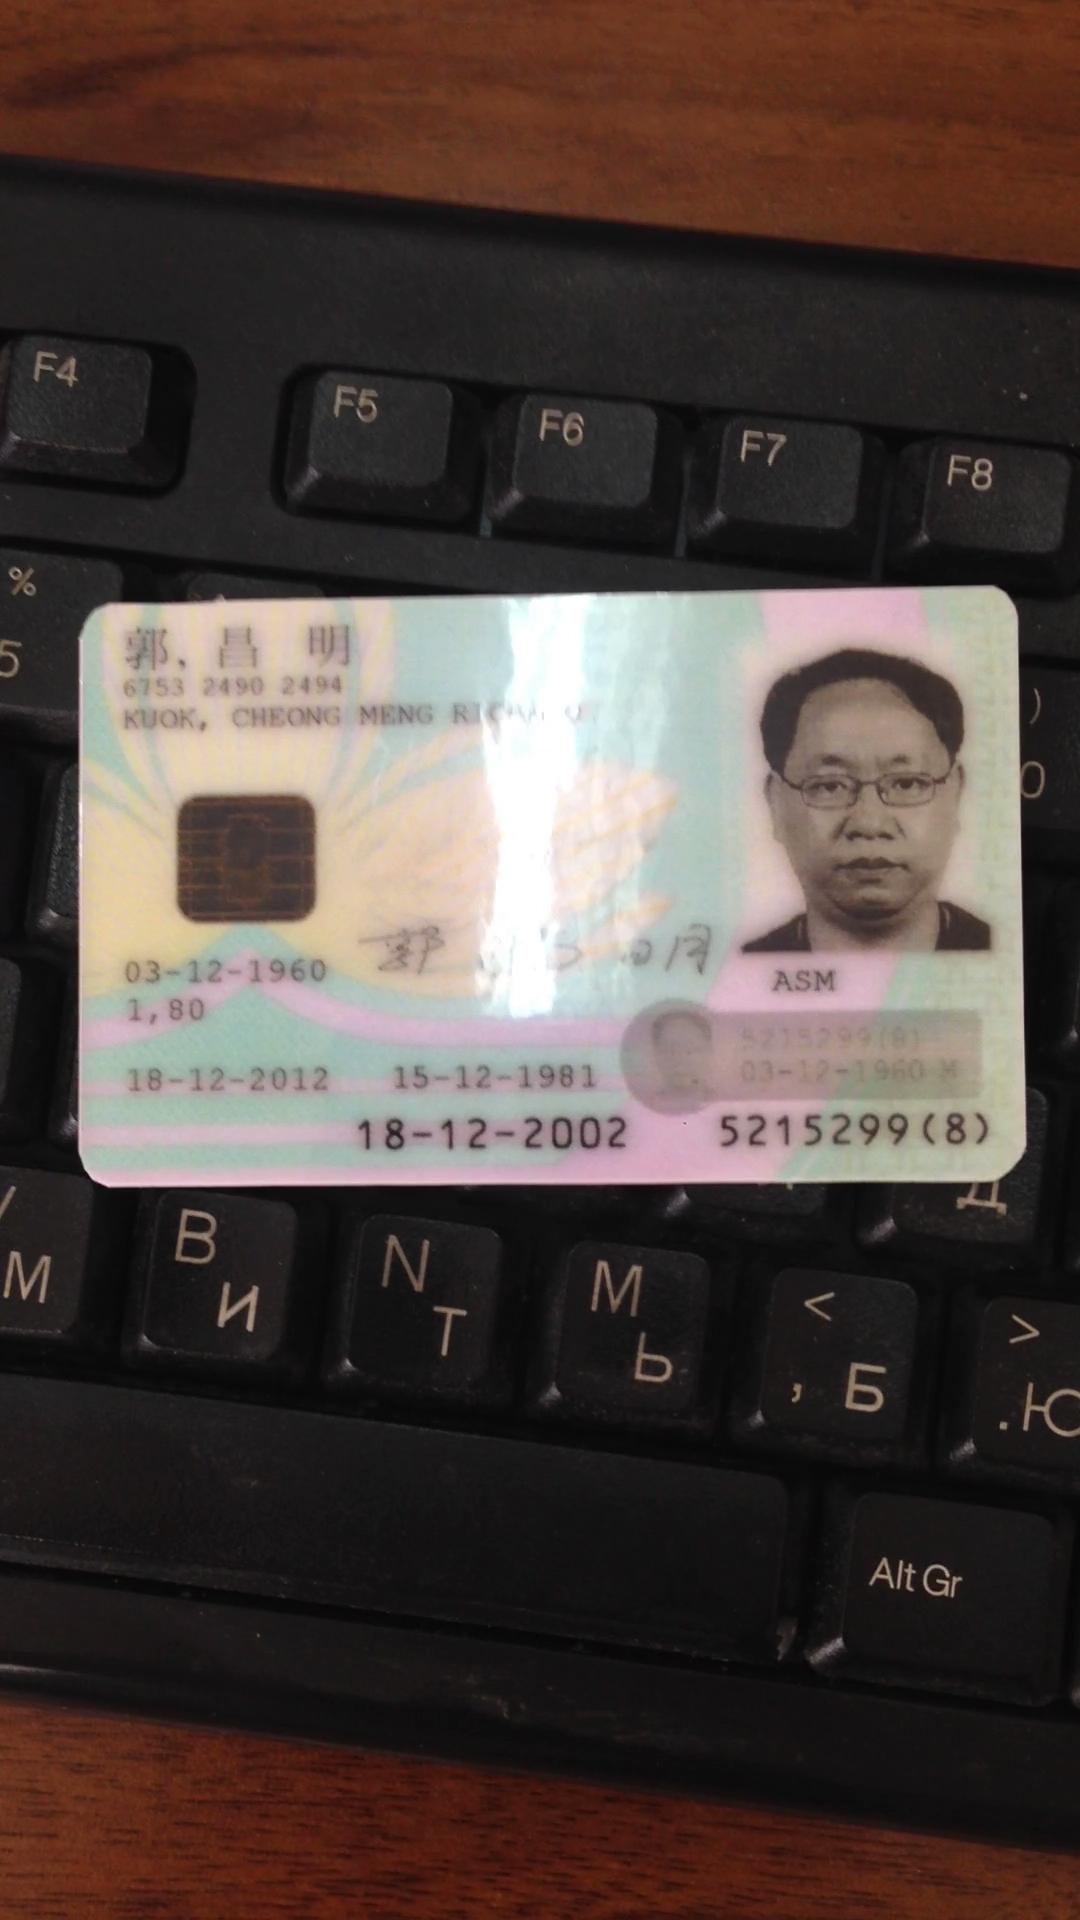 F4 F5 F6 F7 F8
%
5
)
0
郭, 昌 明
6753 2490 2494
KUOK, CHEONG MENG
03-12-1960
1,80
ASM
5215299(8)
03-12-1960 M
18-12-2012 15-12-1981
18-12-2002 5215299(8)
Д
М
B И
N Т
M Ь
< , Б
> . Ю
Alt Gr